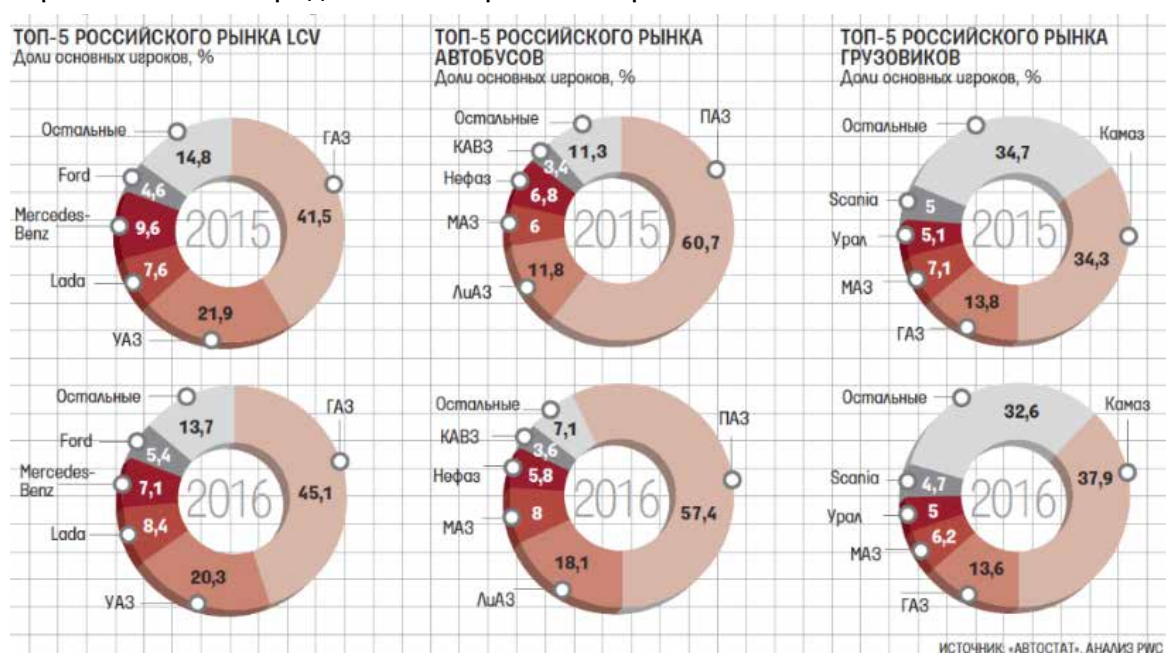 ТОП-5 РОССИЙСКОГО РЫНКА LCV
Доли основных игроков, %
Остальные
14,8
ГАЗ
41,5
Ford
4,6
Mercedes-
Benz
9,6
2015
Lada
7,6
21,9
УАЗ
Остальные
13,7
ГАЗ
45,1
Ford
5,4
Mercedes-
Benz
7,1
2016
Lada
8,4
20,3
УАЗ
ТОП-5 РОССИЙСКОГО РЫНКА
АВТОБУСОВ
Доли основных игроков, %
Остальные
11,3
ПАЗ
60,7
КАВЗ
3,4
Нефаз
6,8
2015
МАЗ
6
11,8
ЛиАЗ
Остальные
7,1
ПАЗ
57,4
КАВЗ
3,6
Нефаз
5,8
2016
МАЗ
8
18,1
ЛиАЗ
ТОП-5 РОССИЙСКОГО РЫНКА
ГРУЗОВИКОВ
Доли основных игроков, %
Остальные
34,7
Камаз
34,3
Scania
5
Урал
5,1
2015
МАЗ
7,1
13,8
ГАЗ
Остальные
32,6
Камаз
37,9
Scania
4,7
Урал
5
2016
МАЗ
6,2
13,6
ГАЗ
ИСТОЧНИК: «АВТОСТАТ», АНАЛИЗ PWC